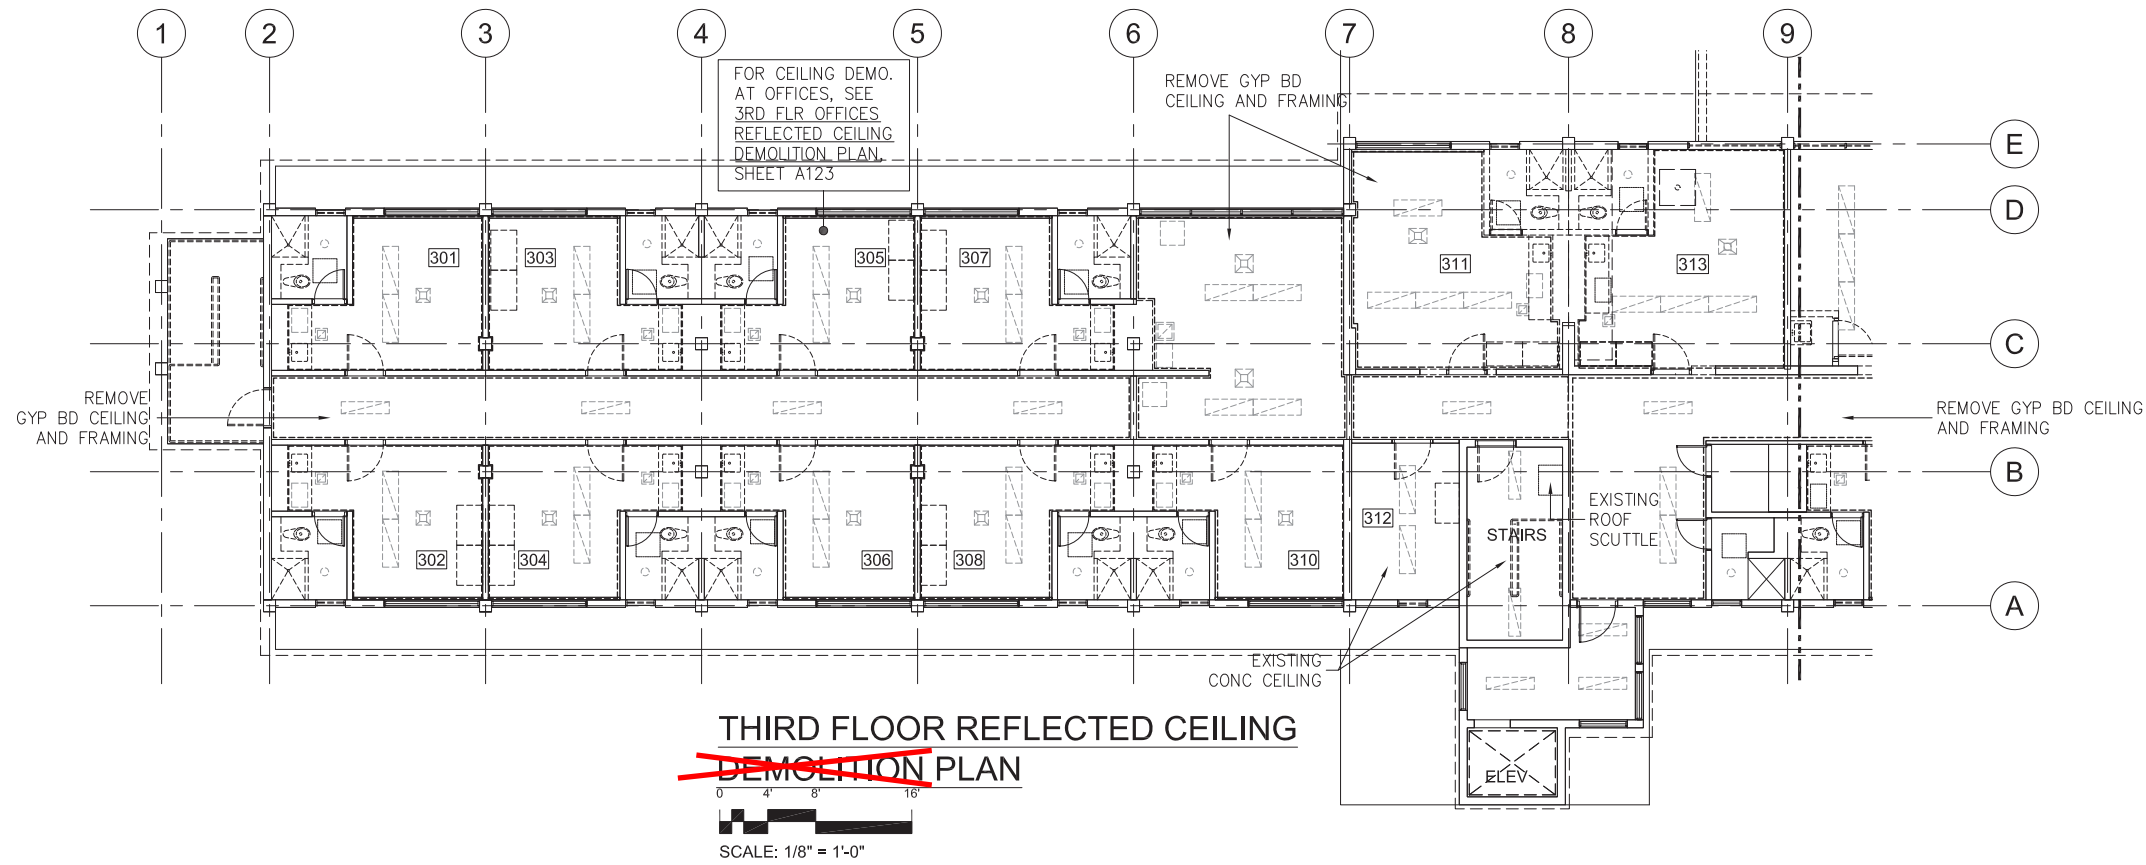 1 2 3 4 5 6 7 8 9
FOR CEILING DEMO.
AT OFFICES, SEE
3RD FLR OFFICES
REFLECTED CEILING
DEMOLITION PLAN,
SHEET A123
REMOVE GYP BD
CEILING AND FRAMING
E
D
C
B
A
301
303
305
307
311
313
REMOVE
GYP BD CEILING
AND FRAMING
REMOVE GYP BD CEILING
AND FRAMING
302
304
306
308
310
312
STAIRS
EXISTING
ROOF
SCUTTLE
EXISTING
CONC CEILING
ELEV
THIRD FLOOR REFLECTED CEILING
DEMOLITION PLAN
0 4' 8' 16'
SCALE: 1/8" = 1'-0"